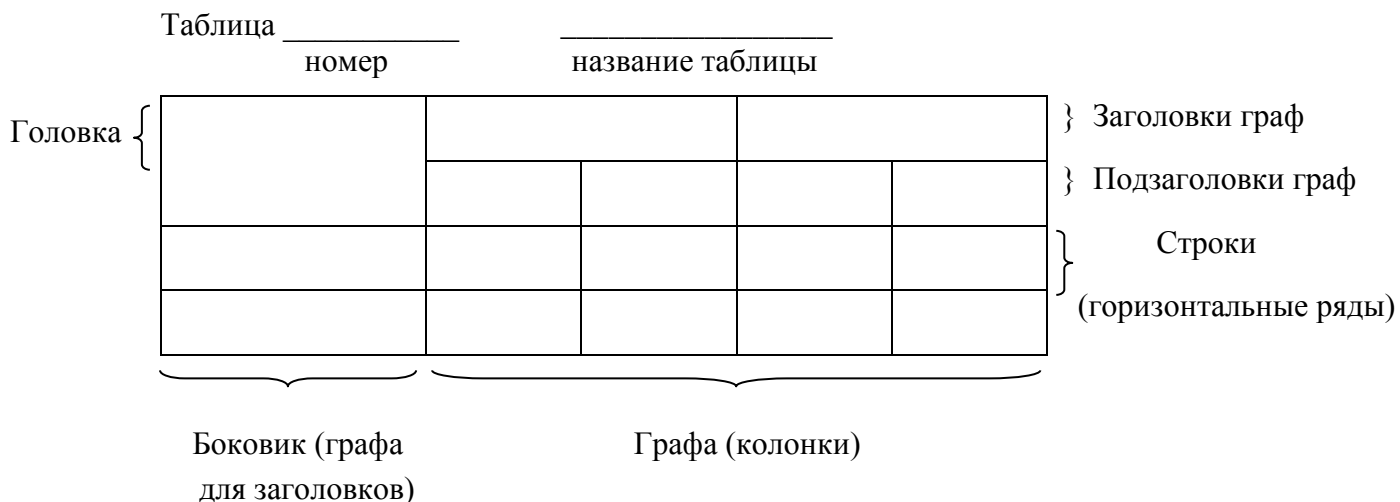 Таблица ___________ _________________
номер название таблицы
Головка { } Заголовки граф
} Подзаголовки граф
Строки
(горизонтальные ряды)
Боковик (графа Графа (колонки)
для заголовков)